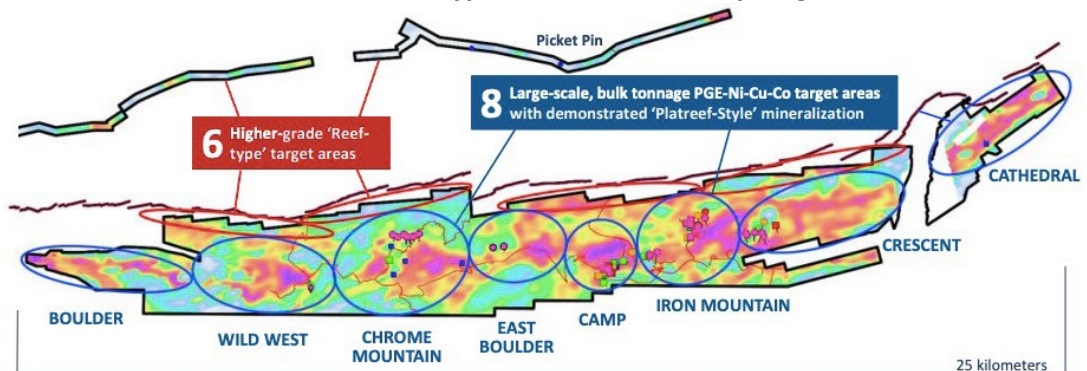 Picket Pin
8 Large-scale, bulk tonnage PGE-Ni-Cu-Co target areas
with demonstrated 'Platreef-Style' mineralization
6 Higher-grade 'Reef-
type' target areas
CATHEDRAL
CRESCENT
IRON MOUNTAIN
CAMP
EAST
BOULDER
CHROME
MOUNTAIN
WILD WEST
BOULDER
25 kilometers